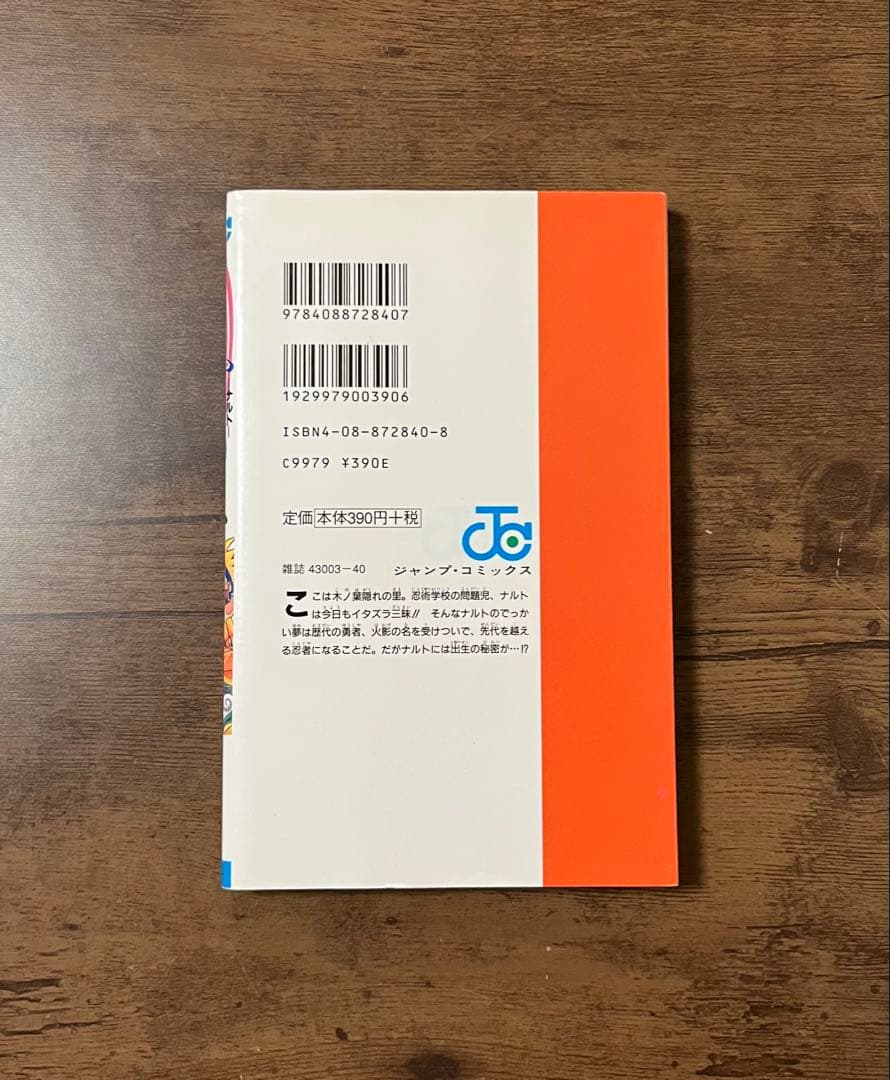 9784088728407
1929979003906
ISBN4-08-872840-8
C9979 ¥390E
定価 本体390円+税
雑誌 43003-40
ジャンプ・コミックス
ここは木ノ葉隠れの里。忍術学校の問題児、ナルト
は今日もイタズラ三昧!! そんなナルトのでっか
い夢は歴代の勇者、火影の名を受けついで、先代を越え
る忍者になることだ。だがナルトには出生の秘密が…!?
ナルト